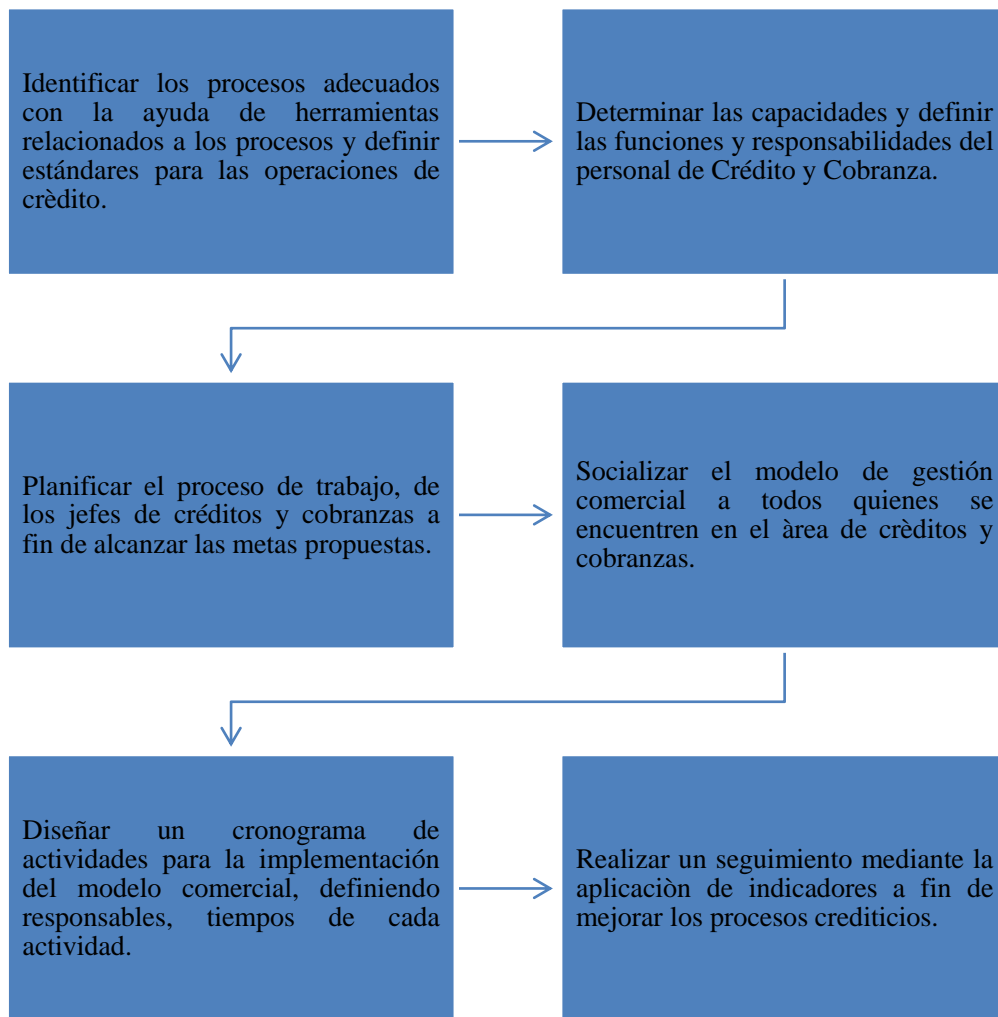 Identificar los procesos adecuados
con la ayuda de herramientas
relacionados a los procesos y definir
estándares para las operaciones de
crèdito.
Determinar las capacidades y definir
las funciones y responsabilidades del
personal de Crédito y Cobranza.
Planificar el proceso de trabajo, de
los jefes de créditos y cobranzas a
fin de alcanzar las metas propuestas.
Socializar el modelo de gestión
comercial a todos quienes se
encuentren en el àrea de crèditos y
cobranzas.
Diseñar un cronograma de
actividades para la implementación
del modelo comercial, definiendo
responsables, tiempos de cada
actividad.
Realizar un seguimiento mediante la
aplicaciòn de indicadores a fin de
mejorar los procesos crediticios.